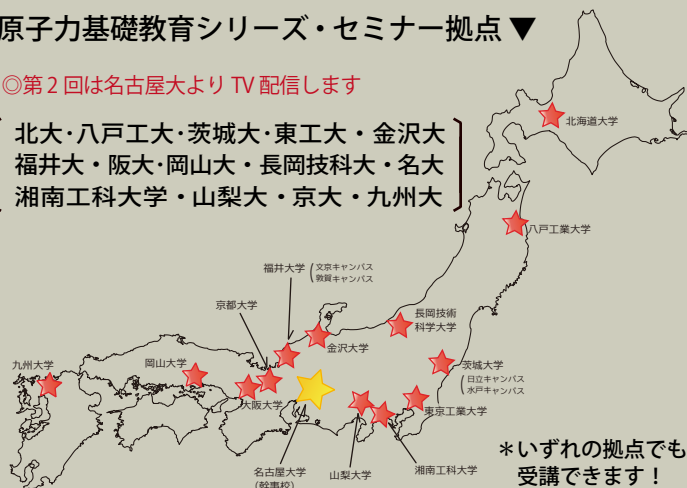 原子力基礎教育シリーズ・セミナー拠点 ▼
◎第2回は名古屋大より TV 配信します
北大・八戸工大・茨城大・東工大・金沢大
福井大・阪大・岡山大・長岡技科大・名大
湘南工科大学・山梨大・京大・九州大
北海道大学
八戸工業大学
福井大学
文京キャンパス
敦賀キャンパス
京都大学
長岡技術
科学大学
金沢大学
九州大学
岡山大学
茨城大学
日立キャンパス
水戸キャンパス
大阪大学
東京工業大学
名古屋大学
(幹事校)
山梨大学
湘南工科大学
＊いずれの拠点でも
受講できます！